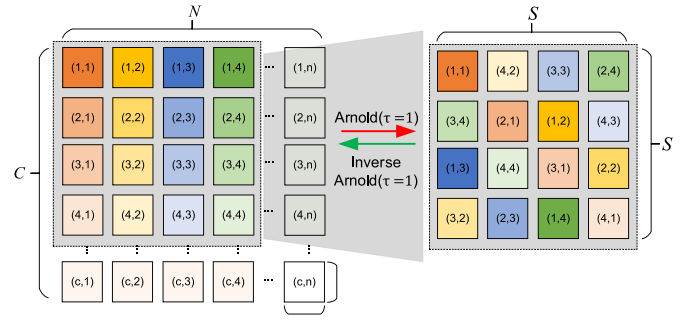 N
S
(1,1) (1,2) (1,3) (1,4) ... (1,n)
(2,1) (2,2) (2,3) (2,4) ... (2,n)
(3,1) (3,2) (3,3) (3,4) ... (3,n)
(4,1) (4,2) (4,3) (4,4) ... (4,n)
... ... ... ... ...
(c,1) (c,2) (c,3) (c,4) ... (c,n)
C
Arnold(τ=1)
Inverse
Arnold(τ=1)
(1,1) (4,2) (3,3) (2,4)
(3,4) (2,1) (1,2) (4,3)
(1,3) (4,4) (3,1) (2,2)
(3,2) (2,3) (1,4) (4,1)
S